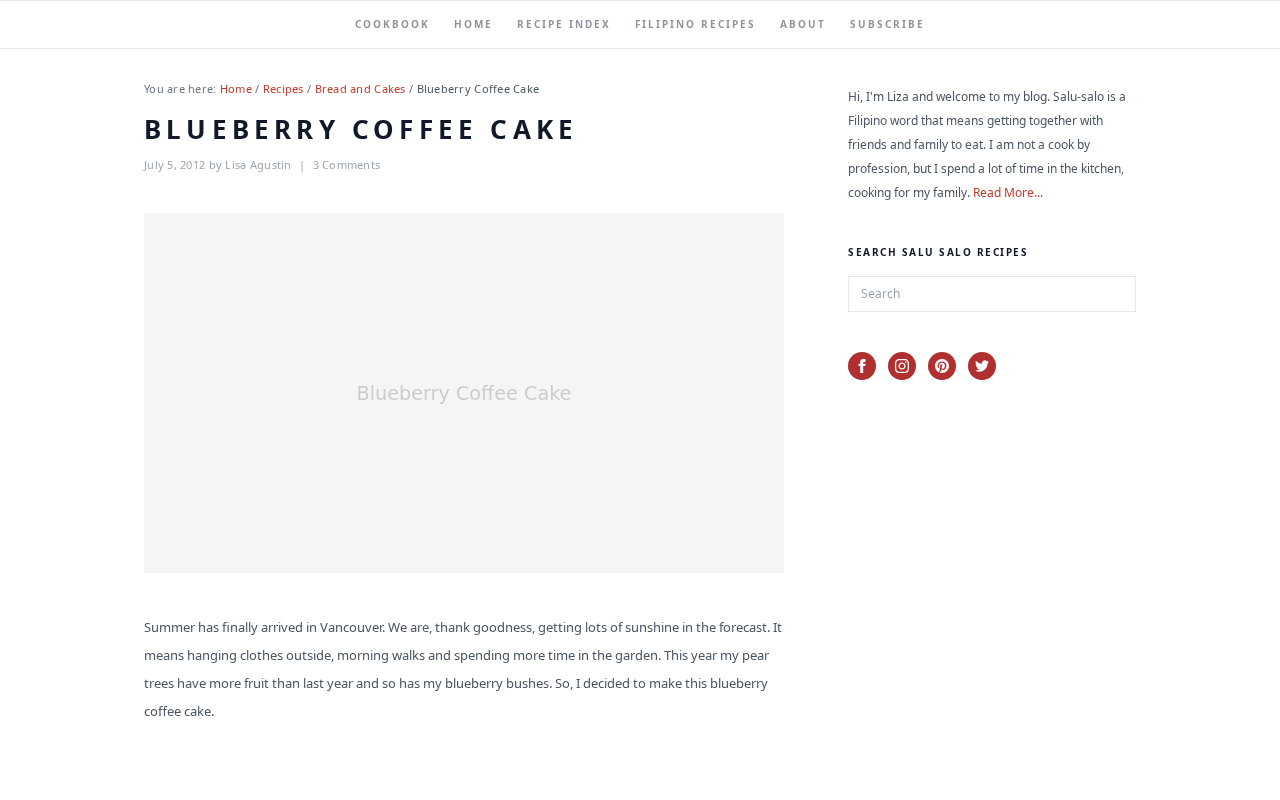 COOKBOOK HOME RECIPE INDEX FILIPINO RECIPES ABOUT SUBSCRIBE
You are here: Home / Recipes / Bread and Cakes / Blueberry Coffee Cake
BLUEBERRY COFFEE CAKE
July 5, 2012 by Lisa Agustin | 3 Comments
Blueberry Coffee Cake
Summer has finally arrived in Vancouver. We are, thank goodness, getting lots of sunshine in the forecast. It
means hanging clothes outside, morning walks and spending more time in the garden. This year my pear
trees have more fruit than last year and so has my blueberry bushes. So, I decided to make this blueberry
coffee cake.
Hi, I'm Liza and welcome to my blog. Salu-salo is a
Filipino word that means getting together with
friends and family to eat. I am not a cook by
profession, but I spend a lot of time in the kitchen,
cooking for my family. Read More...
SEARCH SALU SALO RECIPES
Search